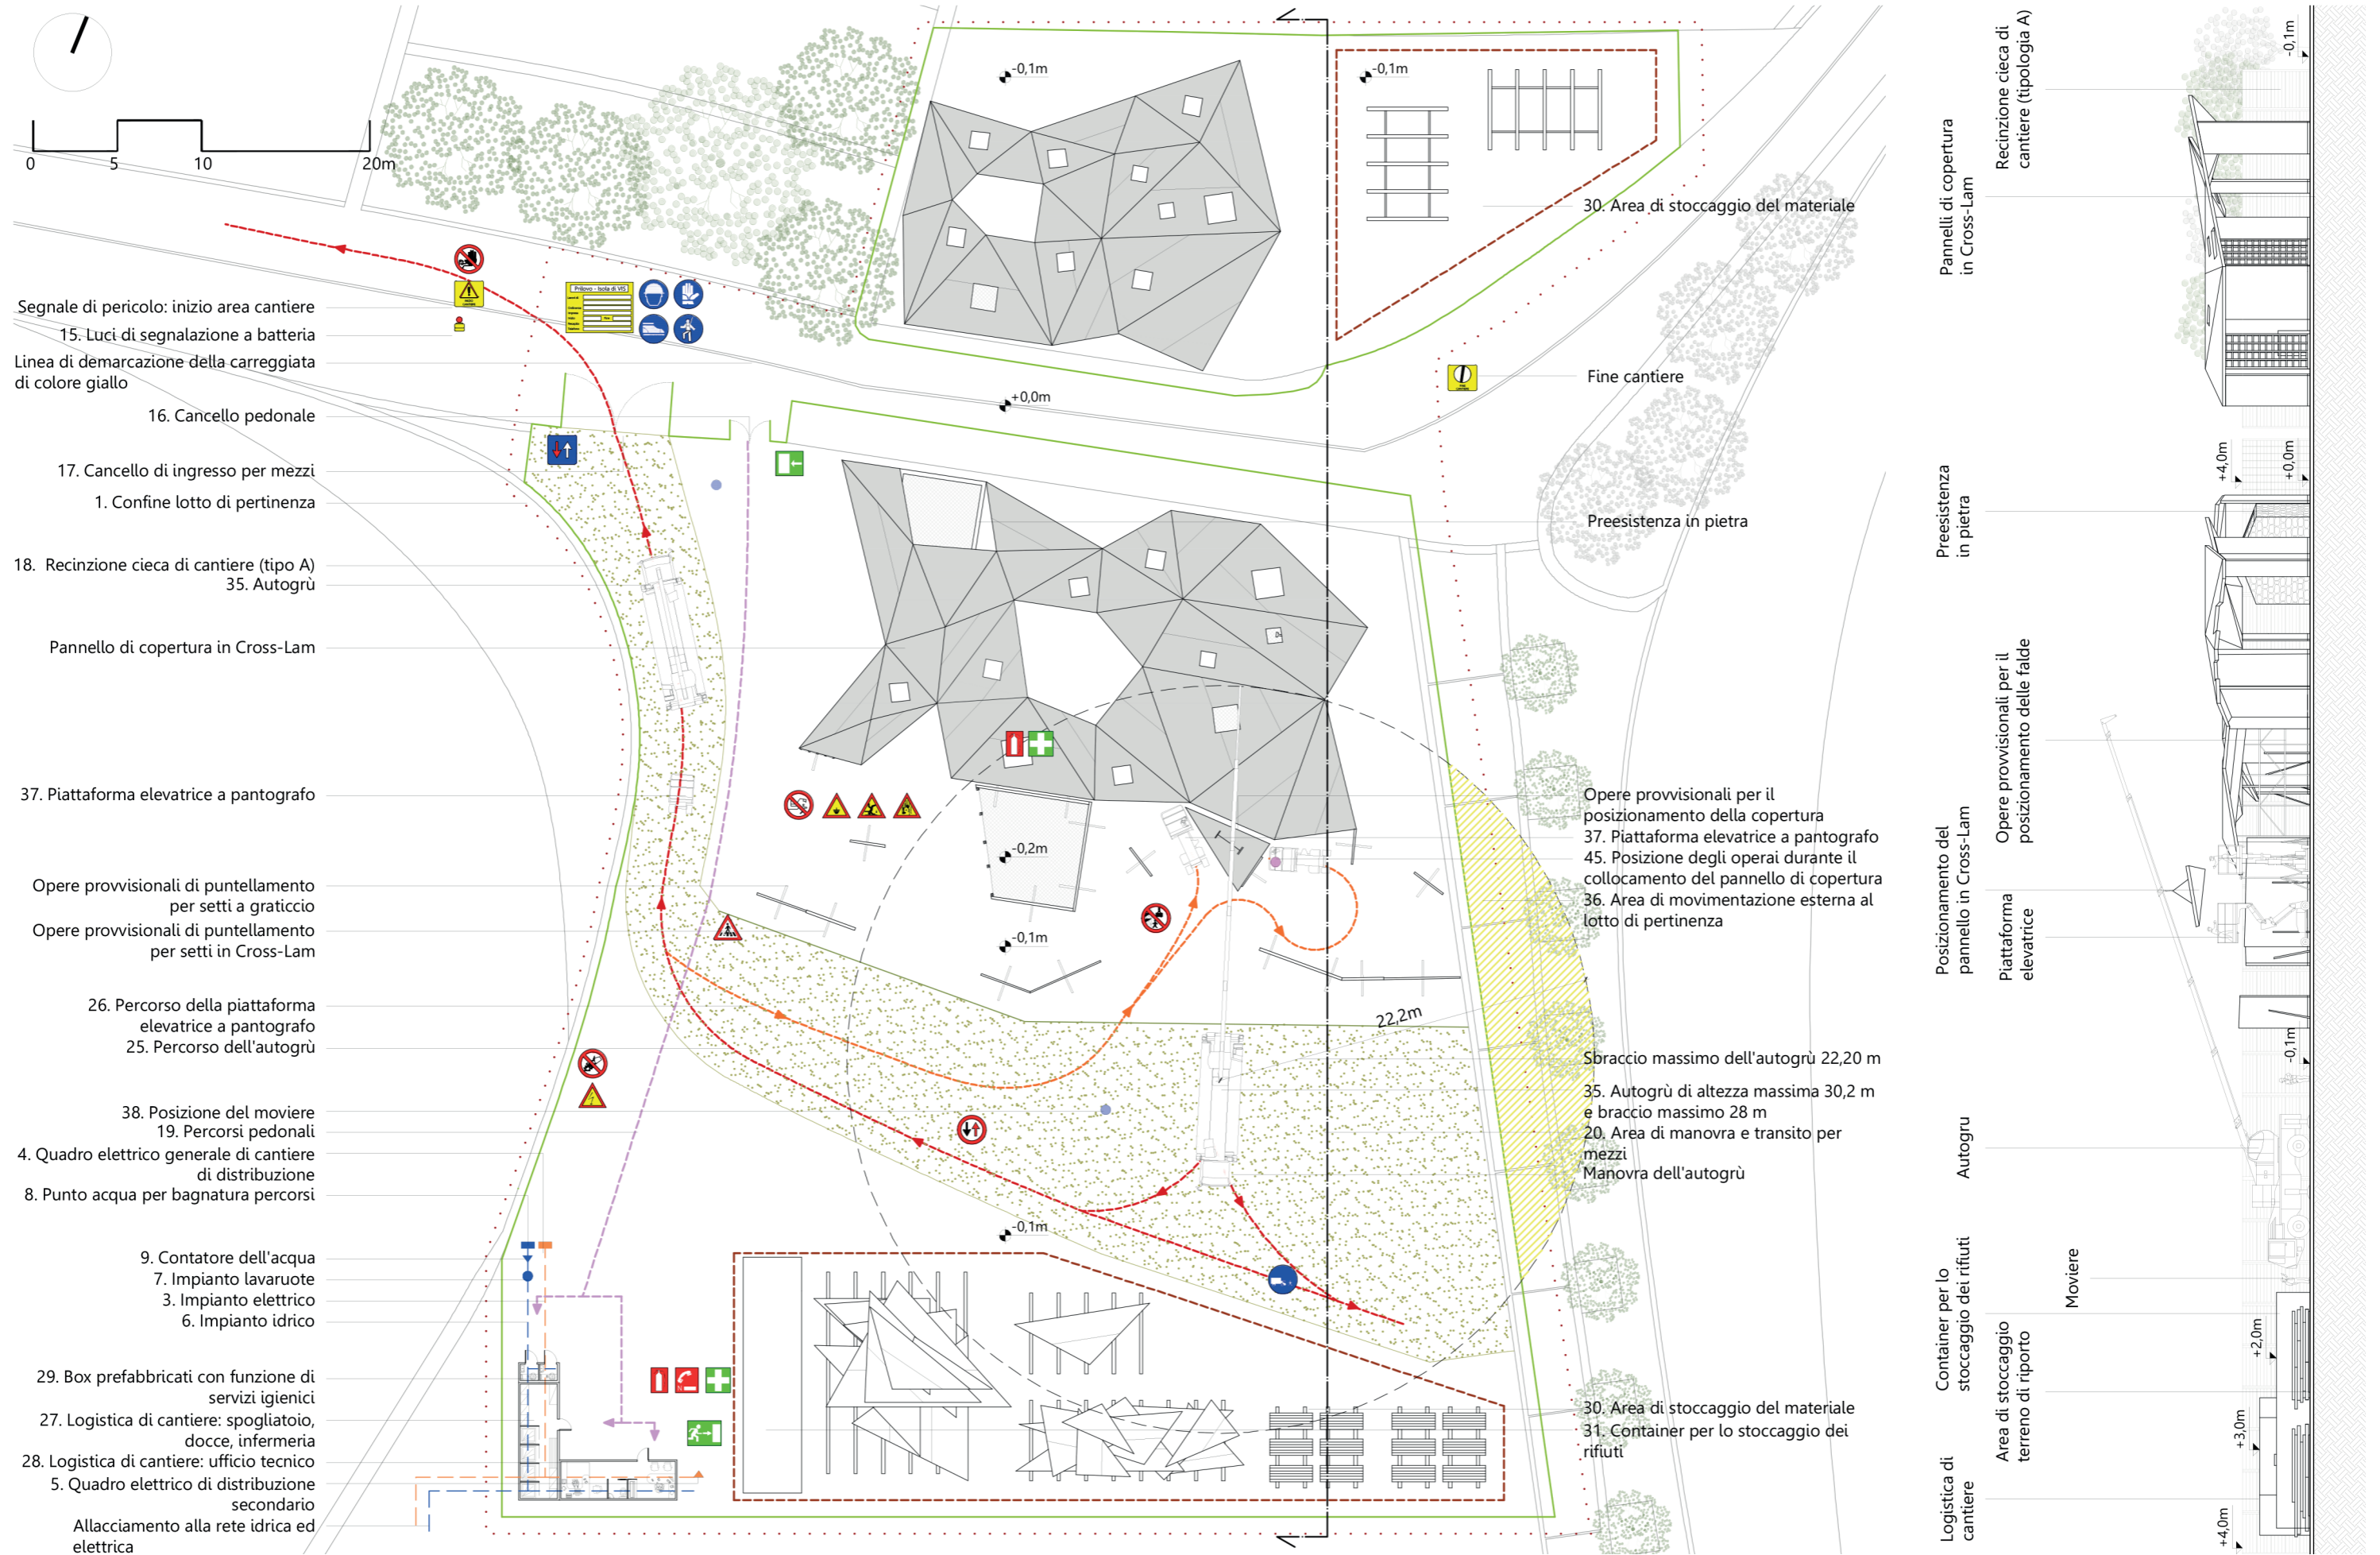 0
5
10
20m
Segnale di pericolo: inizio area cantiere
15. Luci di segnalazione a batteria
Linea di demarcazione della carreggiata
di colore giallo
16. Cancello pedonale
17. Cancello di ingresso per mezzi
1. Confine lotto di pertinenza
18. Recinzione cieca di cantiere (tipo A)
35. Autogrù
Pannello di copertura in Cross-Lam
37. Piattaforma elevatrice a pantografo
Opere provvisionali di puntellamento
per setti a graticcio
Opere provvisionali di puntellamento
per setti in Cross-Lam
26. Percorso della piattaforma
elevatrice a pantografo
25. Percorso dell'autogrù
38. Posizione del moviere
19. Percorsi pedonali
4. Quadro elettrico generale di cantiere
di distribuzione
8. Punto acqua per bagnatura percorsi
9. Contatore dell'acqua
7. Impianto lavaruote
3. Impianto elettrico
6. Impianto idrico
29. Box prefabbricati con funzione di
servizi igienici
27. Logistica di cantiere: spogliatoio,
docce, infermeria
28. Logistica di cantiere: ufficio tecnico
5. Quadro elettrico di distribuzione
secondario
Allacciamento alla rete idrica ed
elettrica
Prilovo - Isola di VIS
-0,1m
-0,1m
+0,0m
-0,2m
-0,1m
22,2m
-0,1m
30. Area di stoccaggio del materiale
Fine cantiere
Preesistenza in pietra
Opere provvisionali per il
posizionamento della copertura
37. Piattaforma elevatrice a pantografo
45. Posizione degli operai durante il
collocamento del pannello di copertura
36. Area di movimentazione esterna al
lotto di pertinenza
Sbraccio massimo dell'autogrù 22,20 m
35. Autogrù di altezza massima 30,2 m
e braccio massimo 28 m
20. Area di manovra e transito per
mezzi
Manovra dell'autogrù
30. Area di stoccaggio del materiale
31. Container per lo stoccaggio dei
rifiuti
Recinzione cieca di
cantiere (tipologia A)
-0,1m
Pannelli di copertura
in Cross-Lam
Preesistenza
in pietra
+4,0m
+0,0m
Opere provvisionali per il
posizionamento delle falde
Posizionamento del
pannello in Cross-Lam
Piattaforma
elevatrice
-0,1m
Autogru
Moviere
Container per lo
stoccaggio dei rifiuti
+2,0m
Area di stoccaggio
terreno di riporto
+3,0m
Logistica di
cantiere
+4,0m